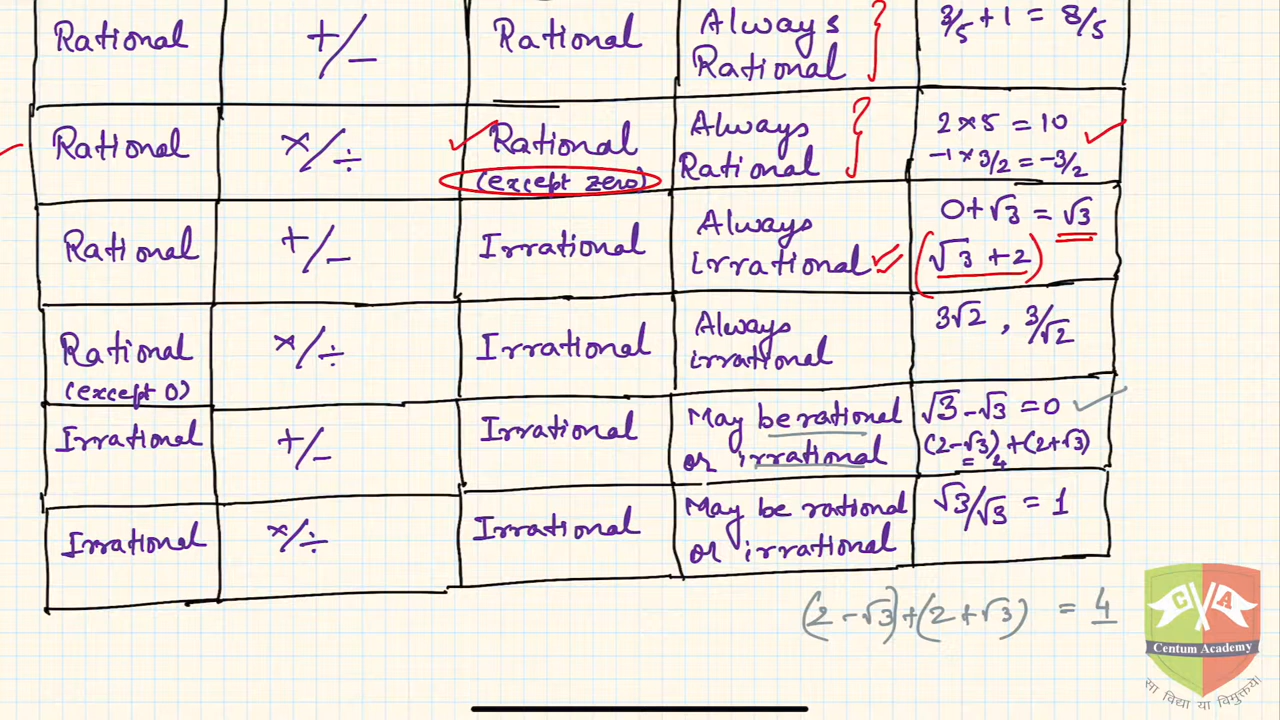 Rational +/- Rational Always Rational 3/5 + 1 = 8/5
Rational ×/÷ Rational (except zero) Always Rational 2 × 5 = 10
-1 × 3/2 = -3/2
Rational +/- Irrational Always irrational 0 + √3 = √3
(√3 + 2)
Rational (except 0) ×/÷ Irrational Always irrational 3√2 , 3/√2
Irrational +/- Irrational May be rational or irrational √3 - √3 = 0
(2-√3) + (2+√3)
= 4
Irrational ×/÷ Irrational May be rational or irrational √3/√3 = 1
(2-√3)+(2+√3) = 4
C A
Centum Academy
सा विद्या या विमुक्तये।